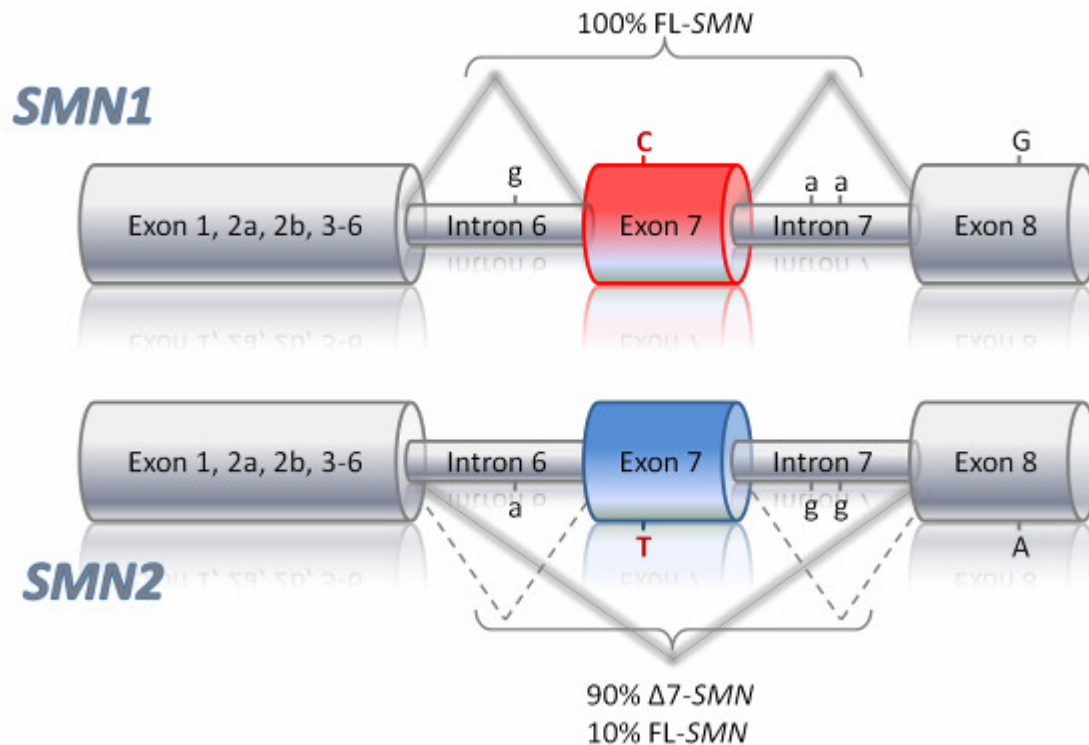 100% FL-SMN
SMN1
C
G
g
a a
Exon 1, 2a, 2b, 3-6
Intron 6
Exon 7
Intron 7
Exon 8
Exon 1, 2a, 2b, 3-6
Intron 6
Exon 7
Intron 7
Exon 8
a
g g
T
A
SMN2
90% Δ7-SMN
10% FL-SMN